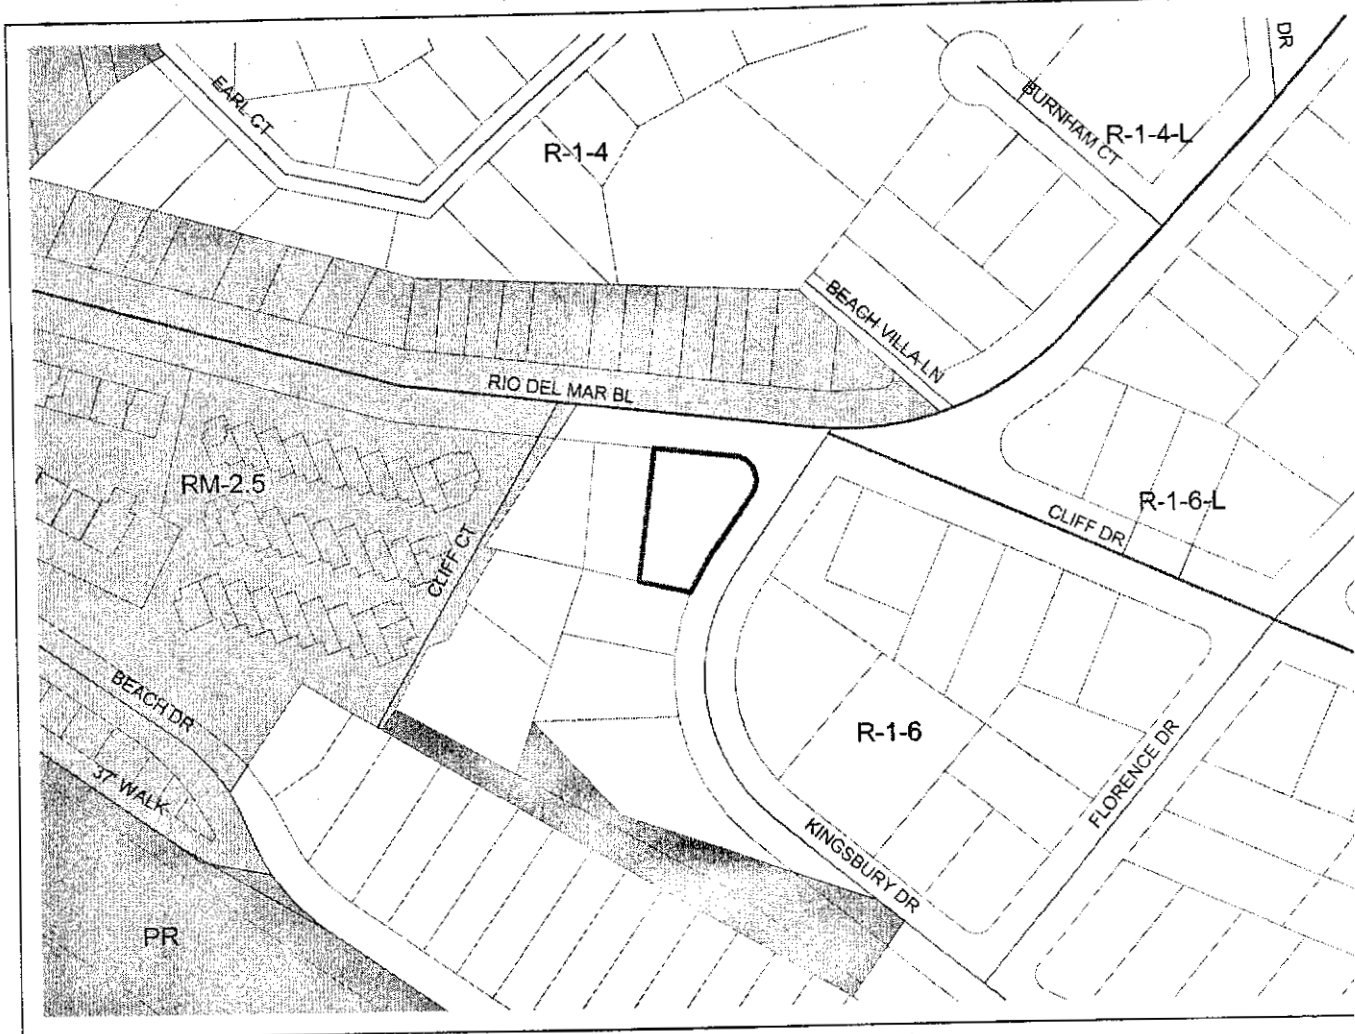 DR
EARL CT
R-1-4
BURNHAM CT
R-1-4-L
BEACH VILLA LN
RIO DEL MAR BL
RM-2.5
CLIFF CT
CLIFF DR
R-1-6-L
BEACH DR
37' WALK
R-1-6
FLORENCE DR
KINGSBURY DR
PR